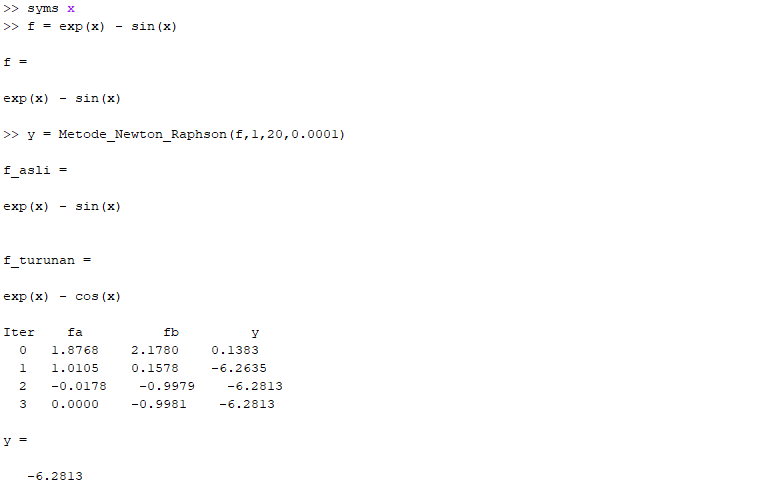 >> syms x
>> f = exp(x) - sin(x)
f =
exp(x) - sin(x)
>> y = Metode_Newton_Raphson(f,1,20,0.0001)
f_asli =
exp(x) - sin(x)
f_turunan =
exp(x) - cos(x)
Iter fa fb y
0 1.8768 2.1780 0.1383
1 1.0105 0.1578 -6.2635
2 -0.0178 -0.9979 -6.2813
3 0.0000 -0.9981 -6.2813
y =
-6.2813